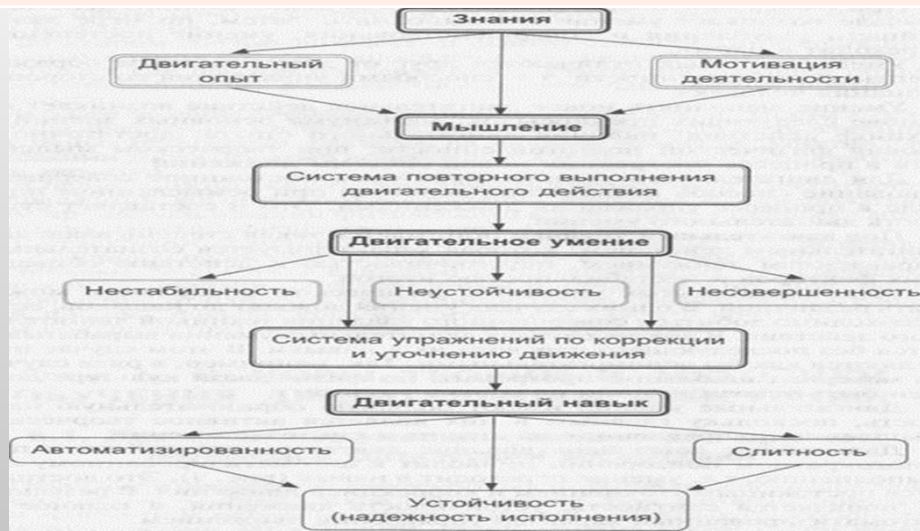 Знания
Двигательный
опыт
Мотивация
деятельности
Мышление
Система повторного выполнения
двигательного действия
Двигательное умение
Нестабильность
Неустойчивость
Несовершенность
Система упражнений по коррекции
и уточнению движения
Двигательный навык
Автоматизированность
Слитность
Устойчивость
(надежность исполнения)